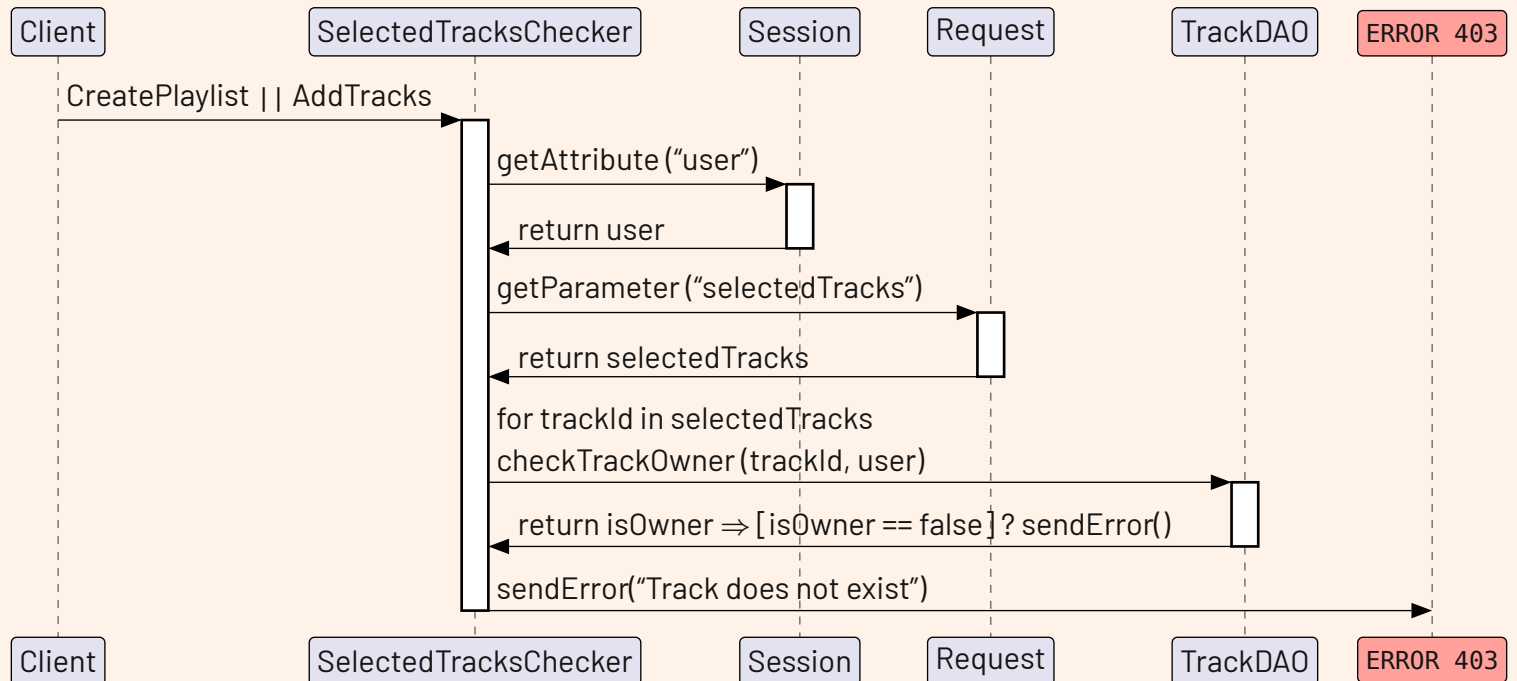 Client SelectedTracksChecker Session Request TrackDAO ERROR 403
CreatePlaylist || AddTracks
getAttribute (“user”)
return user
getParameter (“selectedTracks”)
return selectedTracks
for trackId in selectedTracks
checkTrackOwner (trackId, user)
return isOwner ⇒ [isOwner == false] ? sendError()
sendError(“Track does not exist”)
Client SelectedTracksChecker Session Request TrackDAO ERROR 403